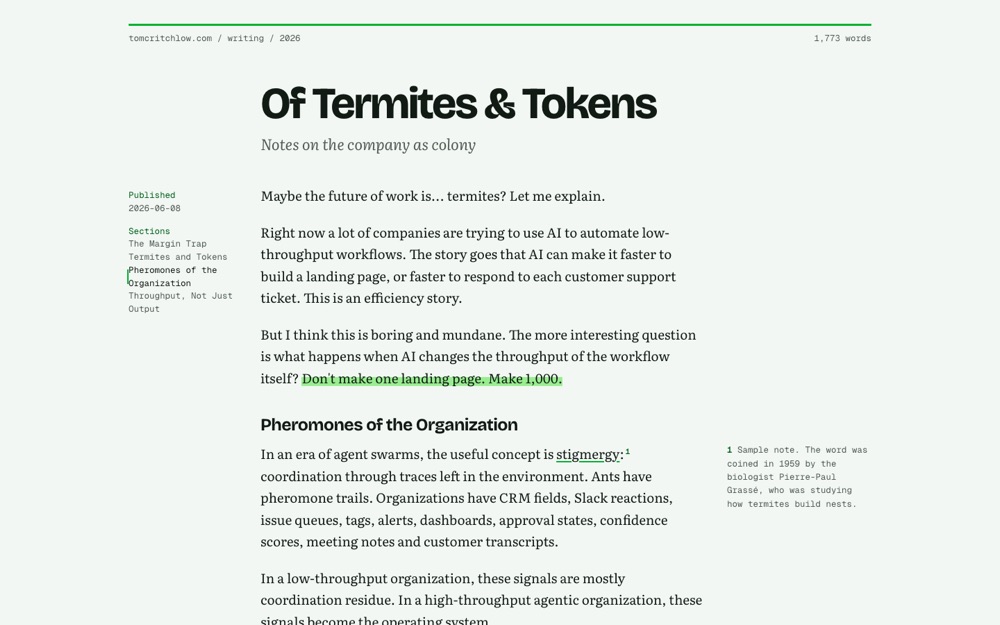 tomcritchlow.com / writing / 2026
1,773 words
Of Termites & Tokens
Notes on the company as colony
Published
2026-06-08
Sections
The Margin Trap
Termites and Tokens
Pheromones of the
Organization
Throughput, Not Just
Output
Maybe the future of work is… termites? Let me explain.
Right now a lot of companies are trying to use AI to automate low-
throughput workflows. The story goes that AI can make it faster to
build a landing page, or faster to respond to each customer support
ticket. This is an efficiency story.
But I think this is boring and mundane. The more interesting question
is what happens when AI changes the throughput of the workflow
itself? Don't make one landing page. Make 1,000.
Pheromones of the Organization
In an era of agent swarms, the useful concept is stigmergy:1
coordination through traces left in the environment. Ants have
pheromone trails. Organizations have CRM fields, Slack reactions,
issue queues, tags, alerts, dashboards, approval states, confidence
scores, meeting notes and customer transcripts.
1 Sample note. The word was
coined in 1959 by the
biologist Pierre-Paul
Grassé, who was studying
how termites build nests.
In a low-throughput organization, these signals are mostly
coordination residue. In a high-throughput agentic organization, these
signals become the operating system.